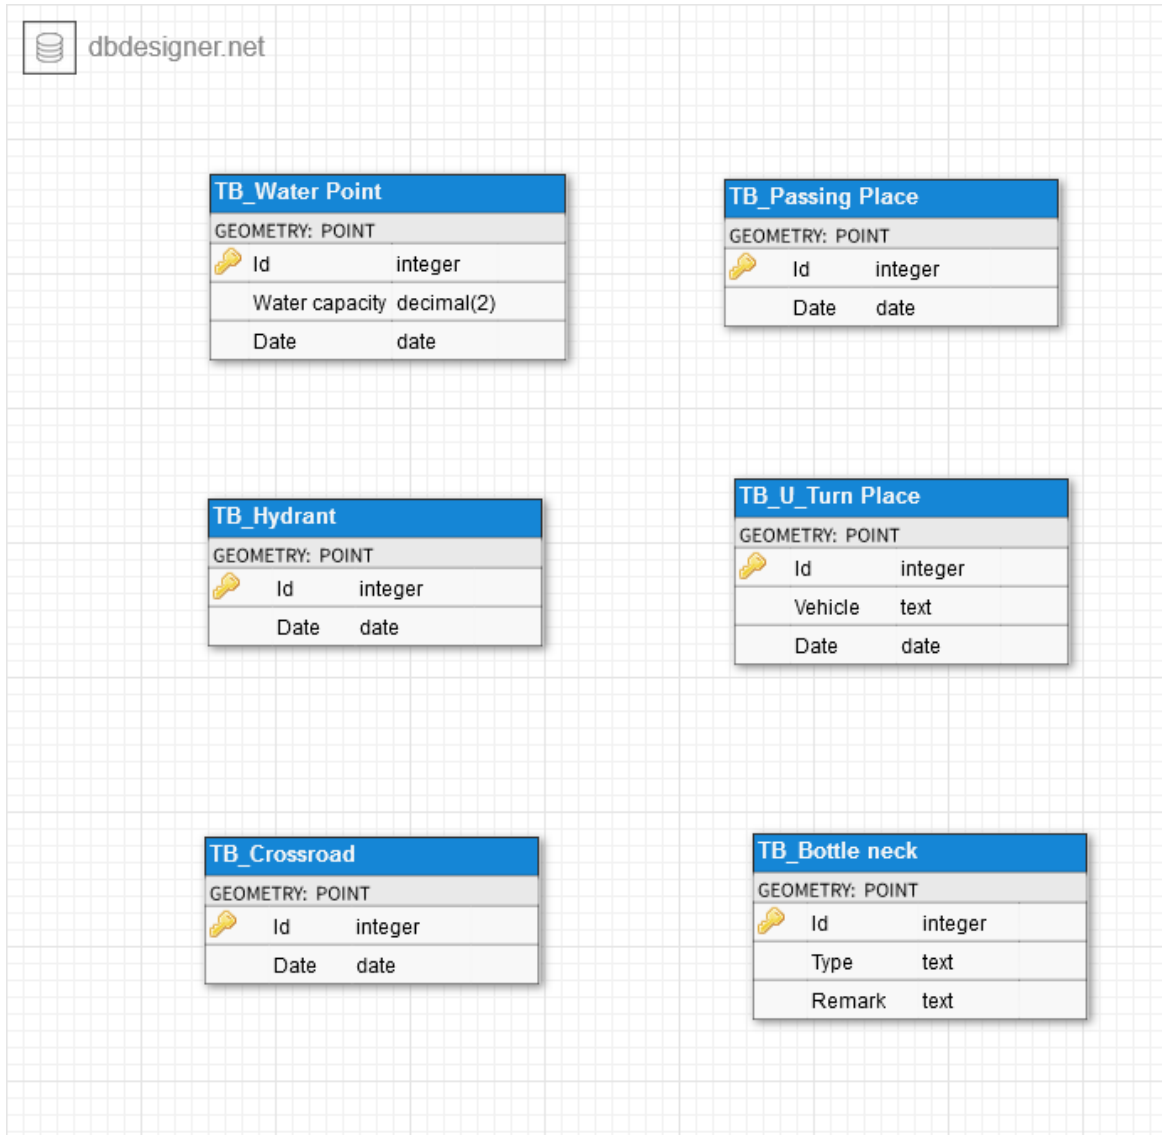 dbdesigner.net
TB_Water Point
GEOMETRY: POINT
Id integer
Water capacity decimal(2)
Date date
TB_Passing Place
GEOMETRY: POINT
Id integer
Date date
TB_Hydrant
GEOMETRY: POINT
Id integer
Date date
TB_U_Turn Place
GEOMETRY: POINT
Id integer
Vehicle text
Date date
TB_Crossroad
GEOMETRY: POINT
Id integer
Date date
TB_Bottle neck
GEOMETRY: POINT
Id integer
Type text
Remark text